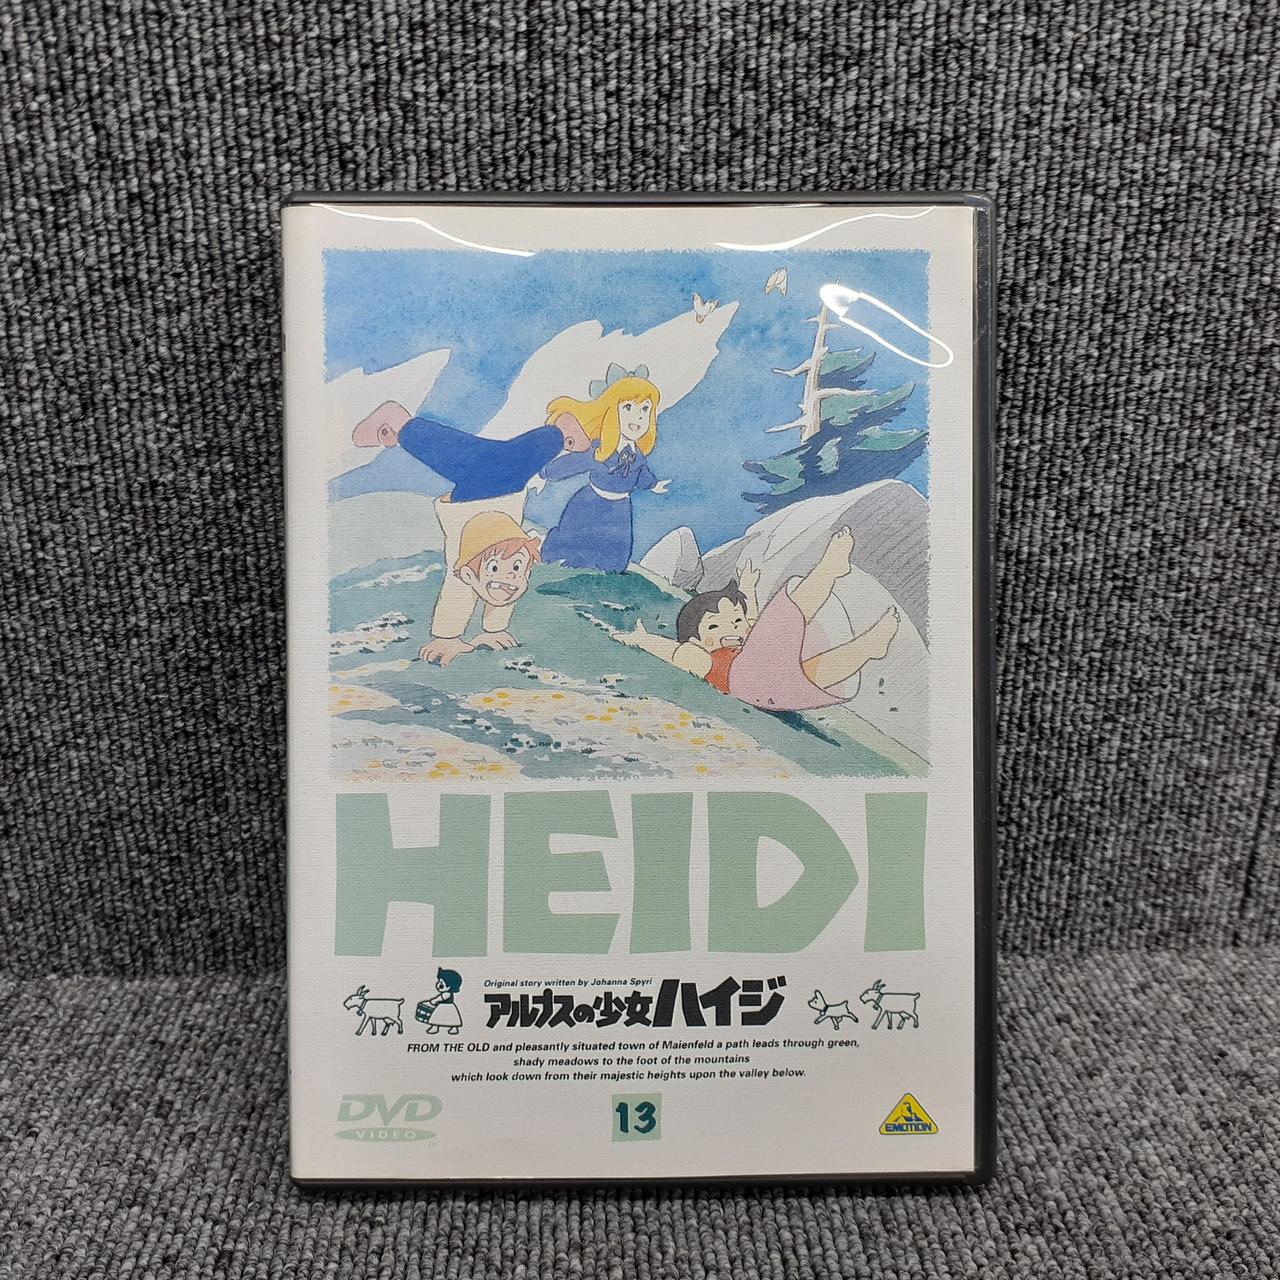 HEIDI
Original story written by Johanna Spyri
アルプスの少女ハイジ
FROM THE OLD and pleasantly situated town of Maienfeld a path leads through green,
shady meadows to the foot of the mountains
which look down from their majestic heights upon the valley below.
DVD
VIDEO
TM
13
EMOTION